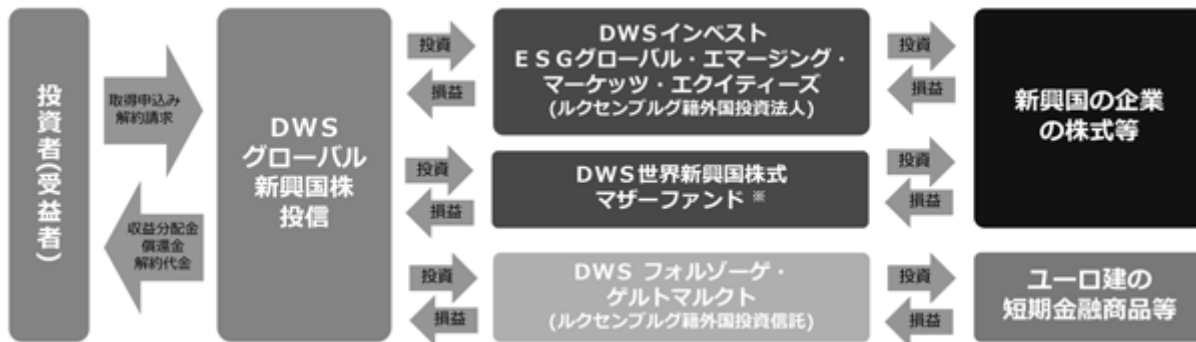 投資者(受益者)
取得申込み
解約請求
収益分配金
償還金
解約代金
DWS
グローバル
新興国株
投信
投資
損益
投資
損益
投資
損益
DWSインベスト
ESGグローバル・エマージング・
マーケッツ・エクイティーズ
(ルクセンブルグ籍外国投資法人)
DWS世界新興国株式
マザーファンド ※
DWS フォルゾーゲ・
ゲルトマルクト
(ルクセンブルグ籍外国投資信託)
投資
損益
投資
損益
投資
損益
新興国の企業
の株式等
ユーロ建の
短期金融商品等